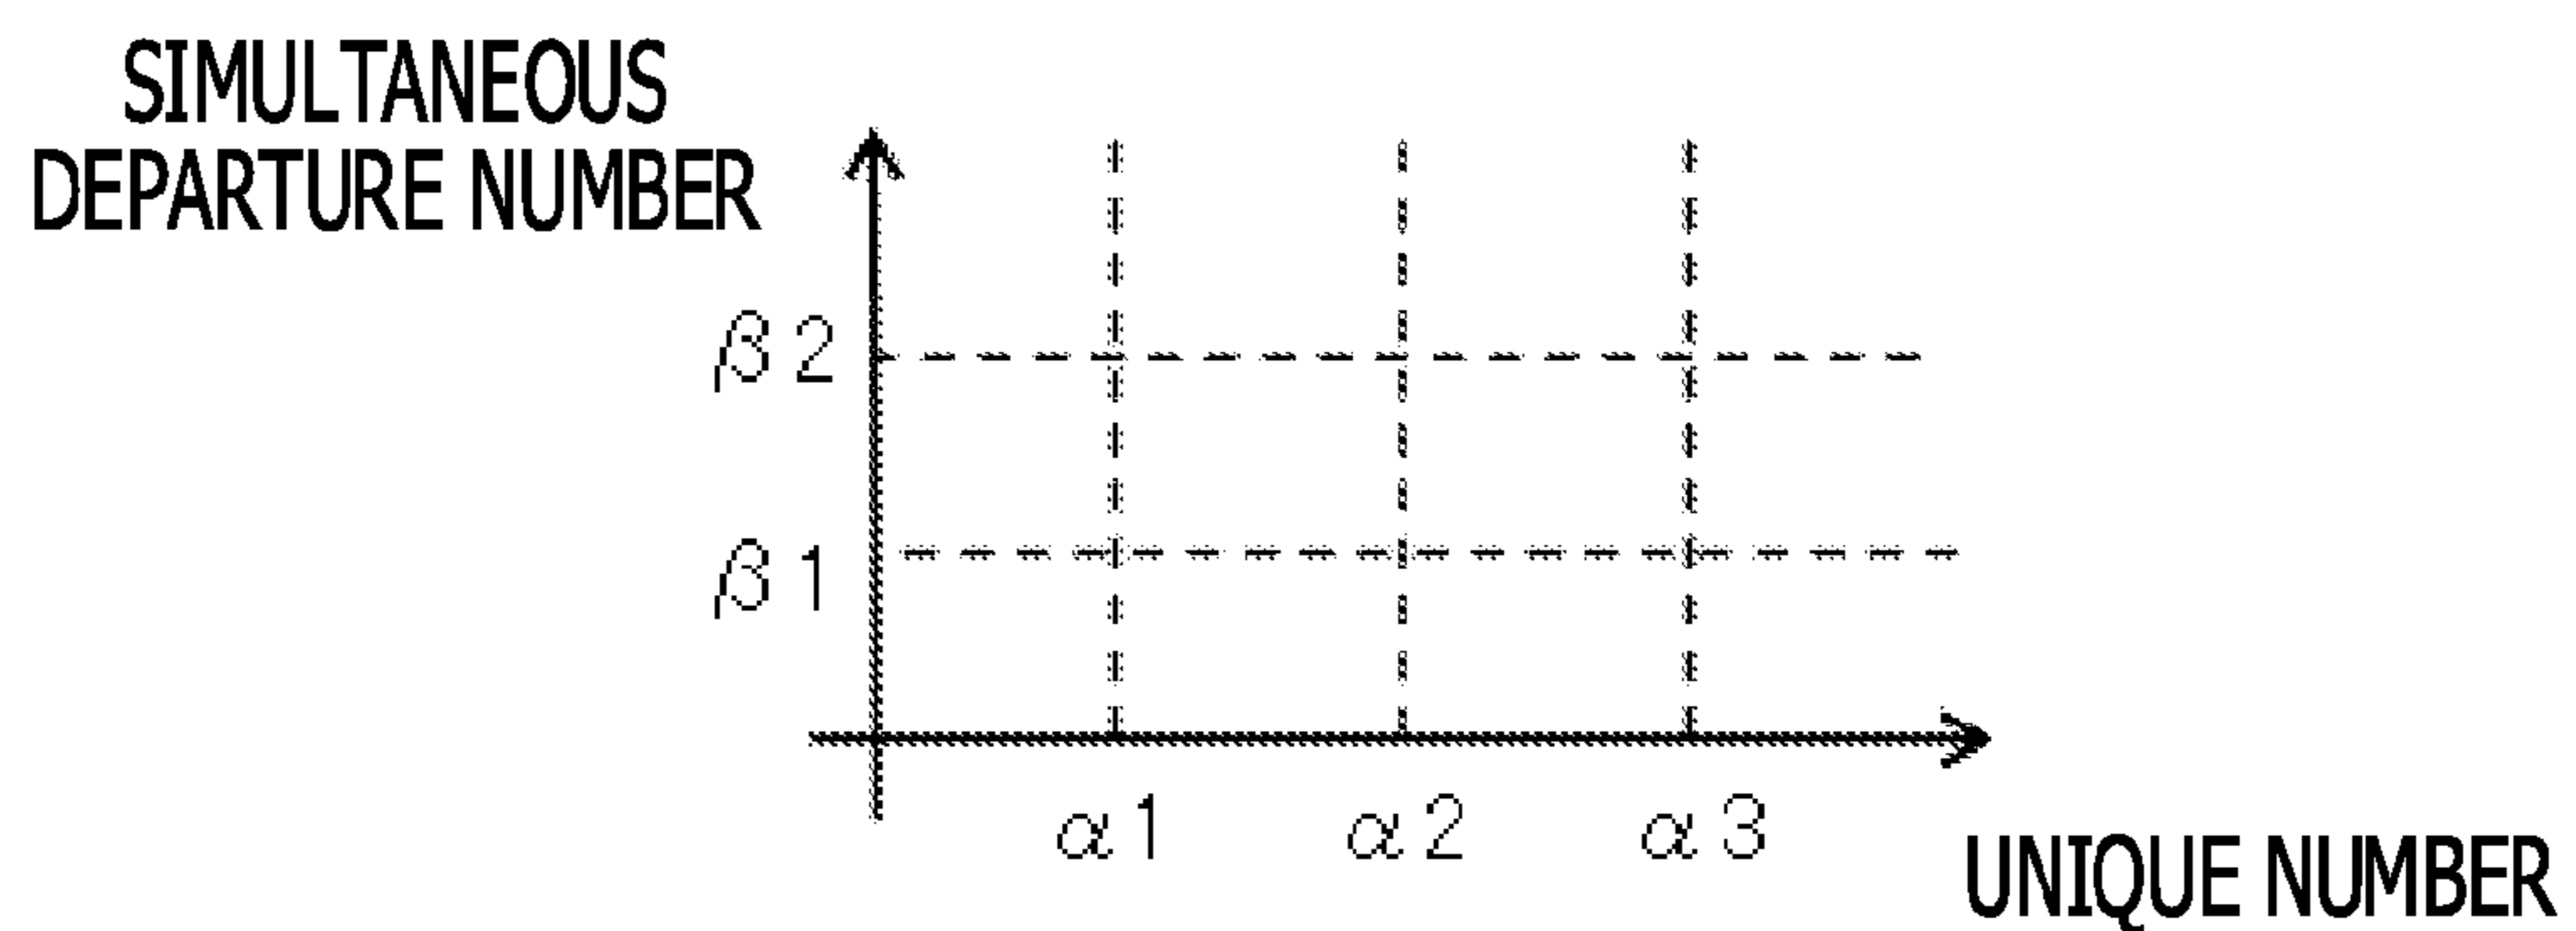 SIMULTANEOUS
DEPARTURE NUMBER
β2
β1
α1 α2 α3
UNIQUE NUMBER